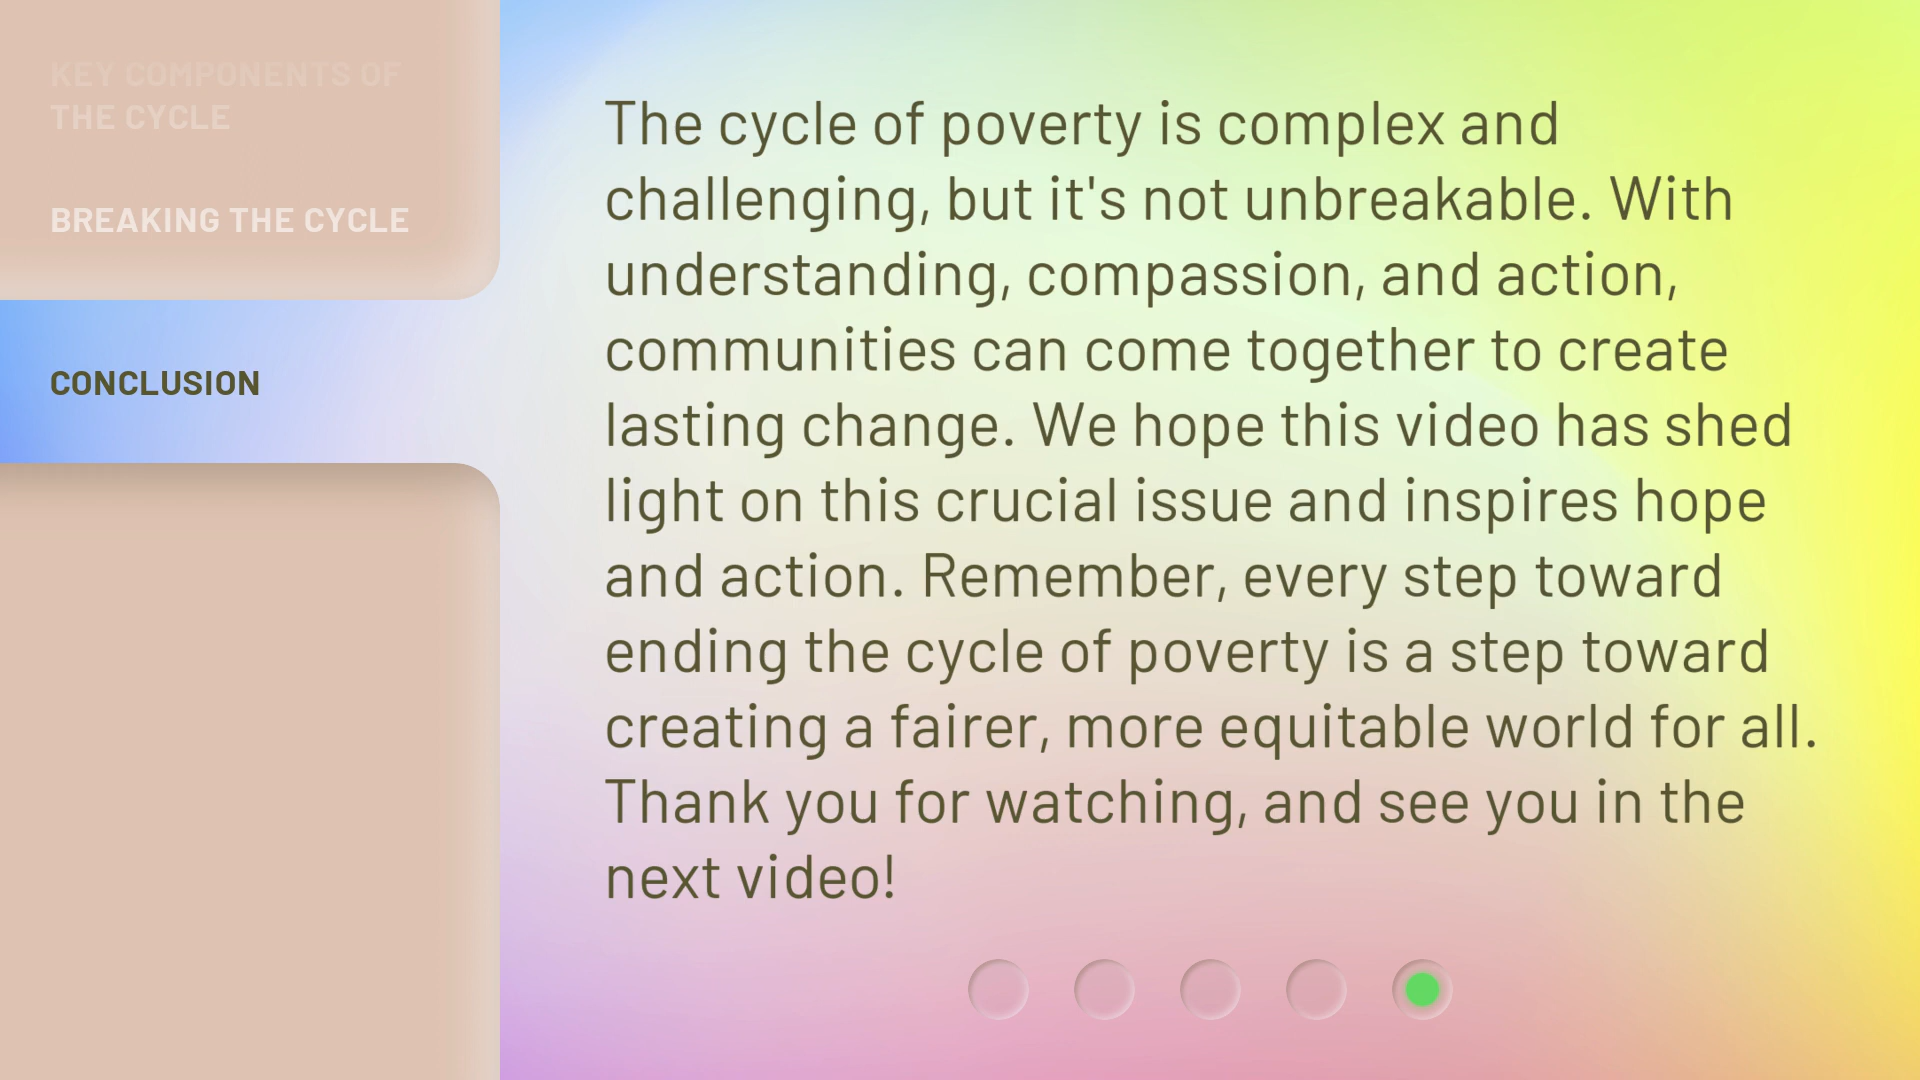 KEY COMPONENTS OF
THE CYCLE
BREAKING THE CYCLE
CONCLUSION
The cycle of poverty is complex and
challenging, but it's not unbreakable. With
understanding, compassion, and action,
communities can come together to create
lasting change. We hope this video has shed
light on this crucial issue and inspires hope
and action. Remember, every step toward
ending the cycle of poverty is a step toward
creating a fairer, more equitable world for all.
Thank you for watching, and see you in the
next video!